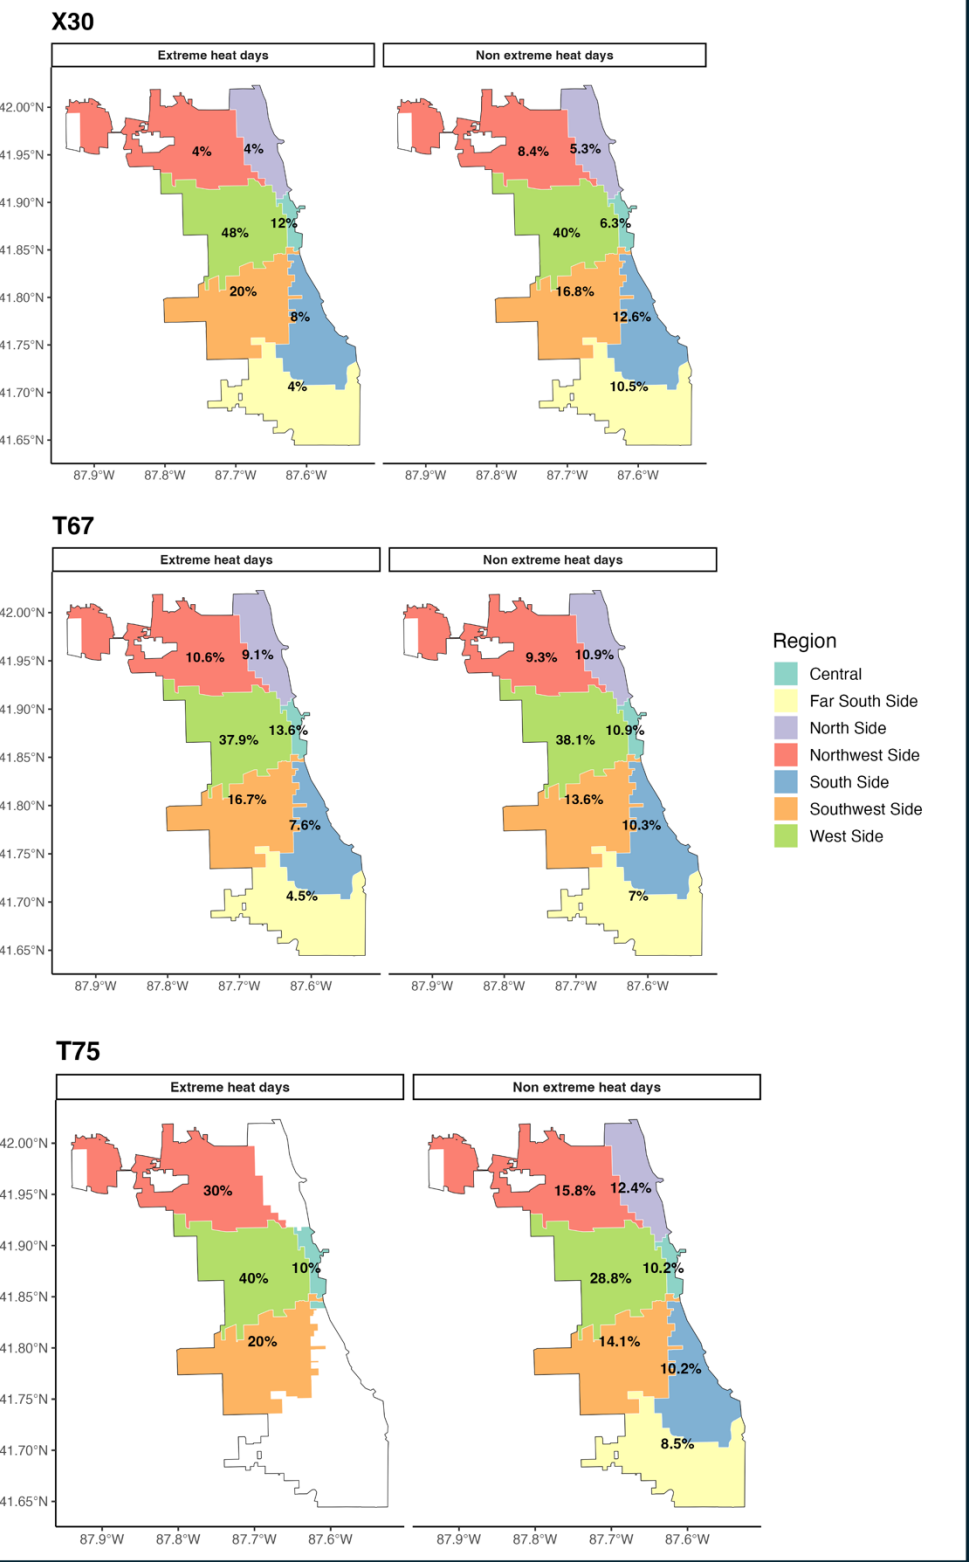 X30
Extreme heat days
Non extreme heat days
42.00°N
41.95°N
41.90°N
41.85°N
41.80°N
41.75°N
41.70°N
41.65°N
4%
4%
48%
12%
20%
8%
4%
8.4%
5.3%
40%
6.3%
16.8%
12.6%
10.5%
87.9°W 87.8°W 87.7°W 87.6°W
87.9°W 87.8°W 87.7°W 87.6°W
T67
Extreme heat days
Non extreme heat days
42.00°N
41.95°N
41.90°N
41.85°N
41.80°N
41.75°N
41.70°N
41.65°N
10.6%
9.1%
37.9%
13.6%
16.7%
7.6%
4.5%
9.3%
10.9%
38.1%
10.9%
13.6%
10.3%
7%
87.9°W 87.8°W 87.7°W 87.6°W
87.9°W 87.8°W 87.7°W 87.6°W
Region
Central
Far South Side
North Side
Northwest Side
South Side
Southwest Side
West Side
T75
Extreme heat days
Non extreme heat days
42.00°N
41.95°N
41.90°N
41.85°N
41.80°N
41.75°N
41.70°N
41.65°N
30%
40%
10%
20%
15.8%
12.4%
28.8%
10.2%
14.1%
10.2%
8.5%
87.9°W 87.8°W 87.7°W 87.6°W
87.9°W 87.8°W 87.7°W 87.6°W